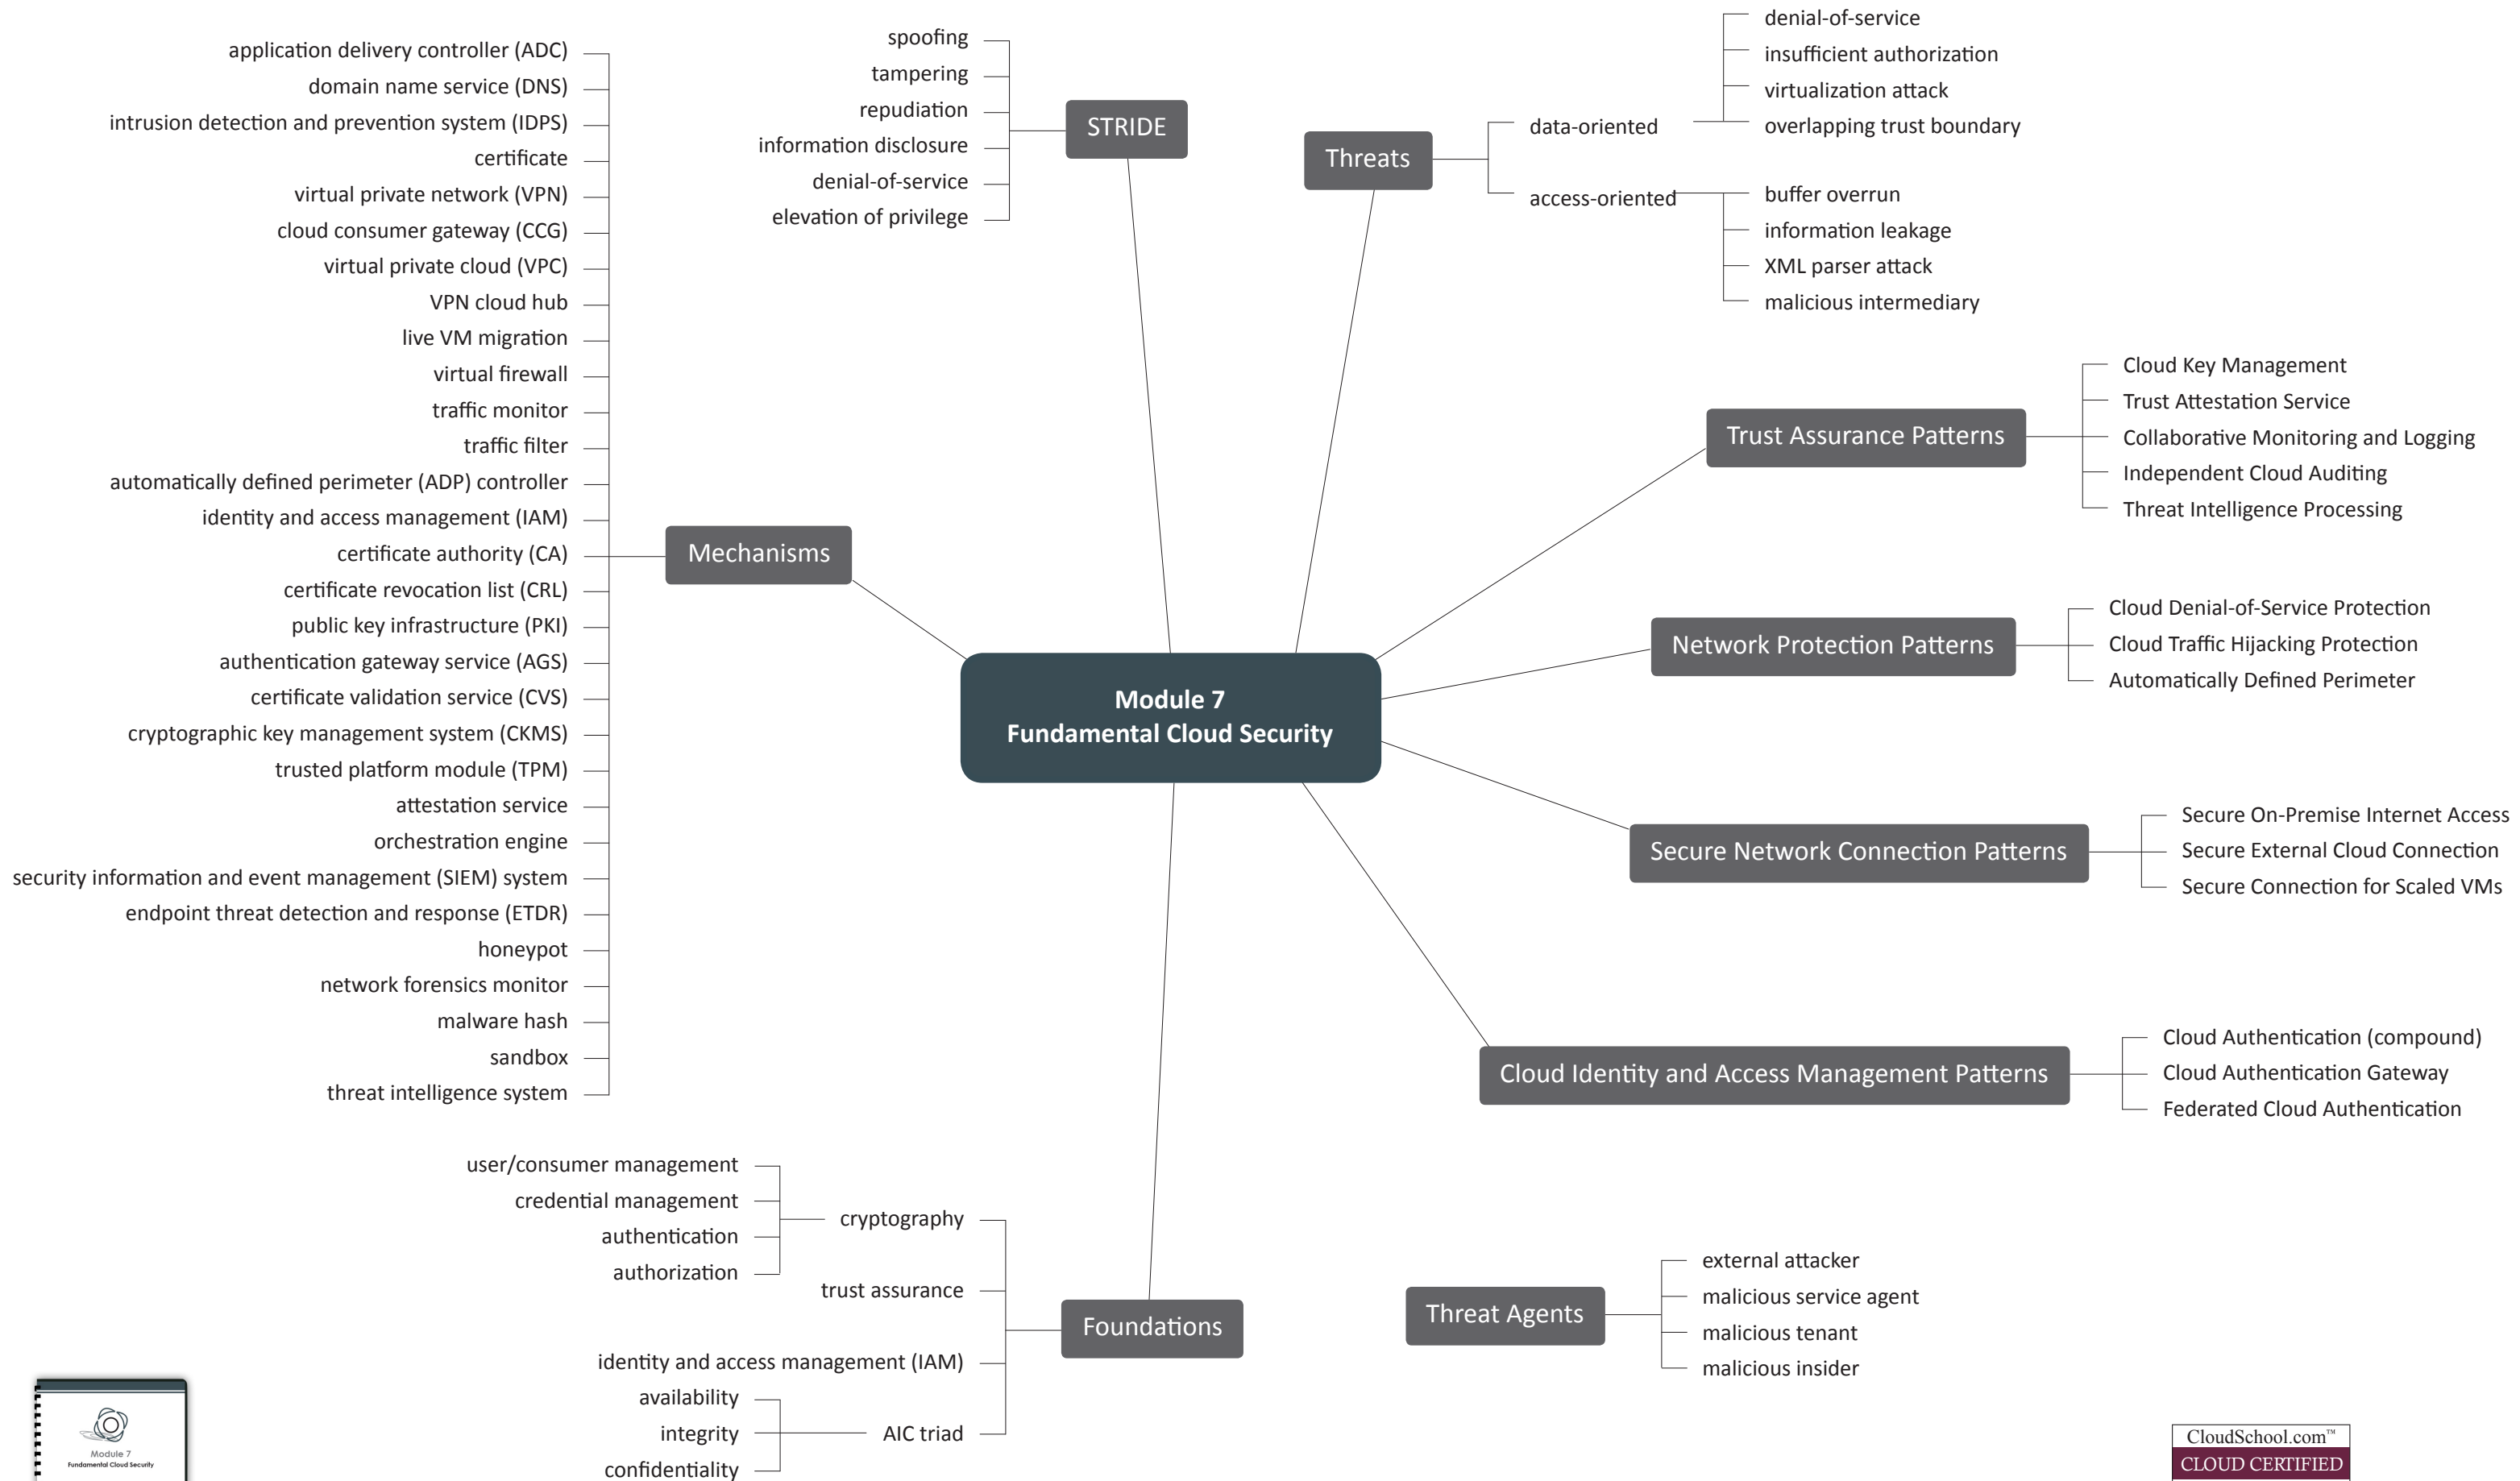 application delivery controller (ADC)
domain name service (DNS)
intrusion detection and prevention system (IDPS)
certificate
virtual private network (VPN)
cloud consumer gateway (CCG)
virtual private cloud (VPC)
VPN cloud hub
live VM migration
virtual firewall
traffic monitor
traffic filter
automatically defined perimeter (ADP) controller
identity and access management (IAM)
certificate authority (CA)
certificate revocation list (CRL)
public key infrastructure (PKI)
authentication gateway service (AGS)
certificate validation service (CVS)
cryptographic key management system (CKMS)
trusted platform module (TPM)
attestation service
orchestration engine
security information and event management (SIEM) system
endpoint threat detection and response (ETDR)
honeypot
network forensics monitor
malware hash
sandbox
threat intelligence system
Mechanisms
spoofing
tampering
repudiation
information disclosure
denial-of-service
elevation of privilege
STRIDE
Threats
data-oriented
denial-of-service
insufficient authorization
virtualization attack
overlapping trust boundary
access-oriented
buffer overrun
information leakage
XML parser attack
malicious intermediary
Trust Assurance Patterns
Cloud Key Management
Trust Attestation Service
Collaborative Monitoring and Logging
Independent Cloud Auditing
Threat Intelligence Processing
Network Protection Patterns
Cloud Denial-of-Service Protection
Cloud Traffic Hijacking Protection
Automatically Defined Perimeter
Module 7
Fundamental Cloud Security
Secure Network Connection Patterns
Secure On-Premise Internet Access
Secure External Cloud Connection
Secure Connection for Scaled VMs
Cloud Identity and Access Management Patterns
Cloud Authentication (compound)
Cloud Authentication Gateway
Federated Cloud Authentication
user/consumer management
credential management
authentication
authorization
cryptography
trust assurance
identity and access management (IAM)
availability
integrity
confidentiality
AIC triad
Foundations
Threat Agents
external attacker
malicious service agent
malicious tenant
malicious insider
Module 7
Fundamental Cloud Security
CloudSchool.com™
CLOUD CERTIFIED